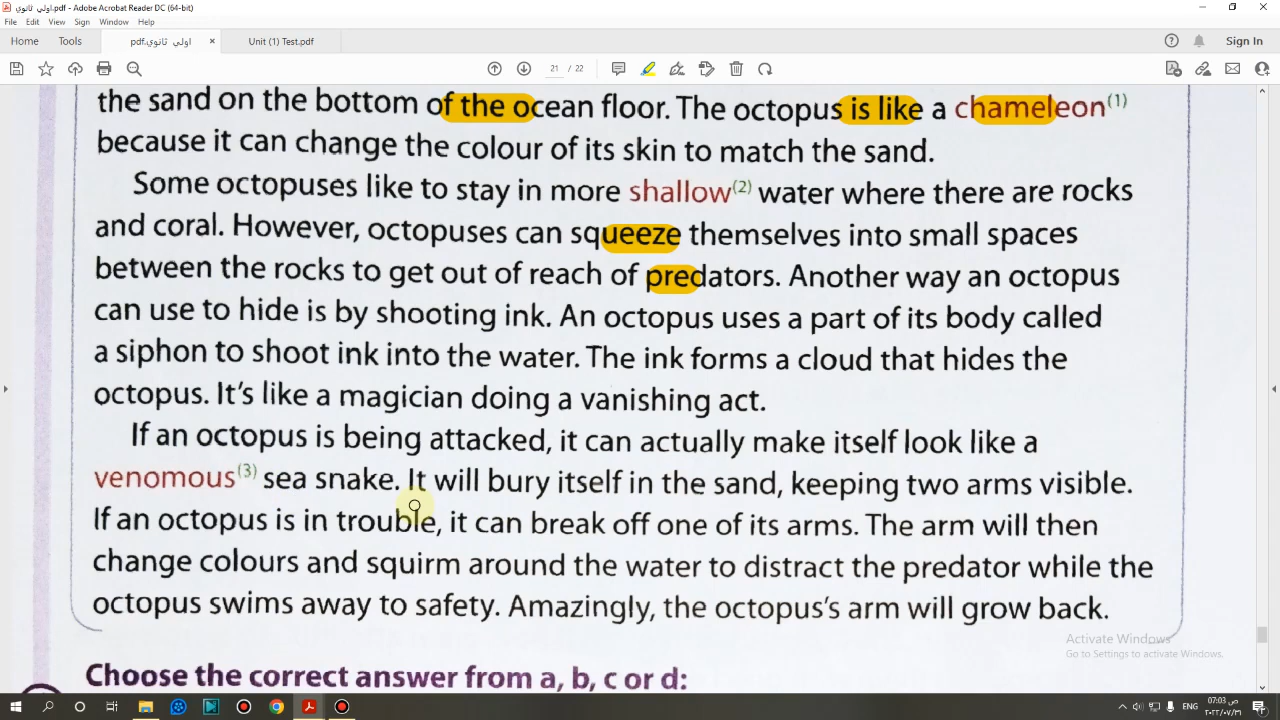 اولي ثانوي.pdf - Adobe Acrobat Reader DC (64-bit)
File Edit View Sign Window Help
Home Tools اولي ثانوي.pdf × Unit (1) Test.pdf Sign In
21 / 22
the sand on the bottom of the ocean floor. The octopus is like a chameleon(1)
because it can change the colour of its skin to match the sand.
Some octopuses like to stay in more shallow(2) water where there are rocks
and coral. However, octopuses can squeeze themselves into small spaces
between the rocks to get out of reach of predators. Another way an octopus
can use to hide is by shooting ink. An octopus uses a part of its body called
a siphon to shoot ink into the water. The ink forms a cloud that hides the
octopus. It's like a magician doing a vanishing act.
If an octopus is being attacked, it can actually make itself look like a
venomous(3) sea snake. It will bury itself in the sand, keeping two arms visible.
If an octopus is in trouble, it can break off one of its arms. The arm will then
change colours and squirm around the water to distract the predator while the
octopus swims away to safety. Amazingly, the octopus's arm will grow back.
Activate Windows
Go to Settings to activate Windows.
Choose the correct answer from a, b, c or d:
ENG 07:03 ص